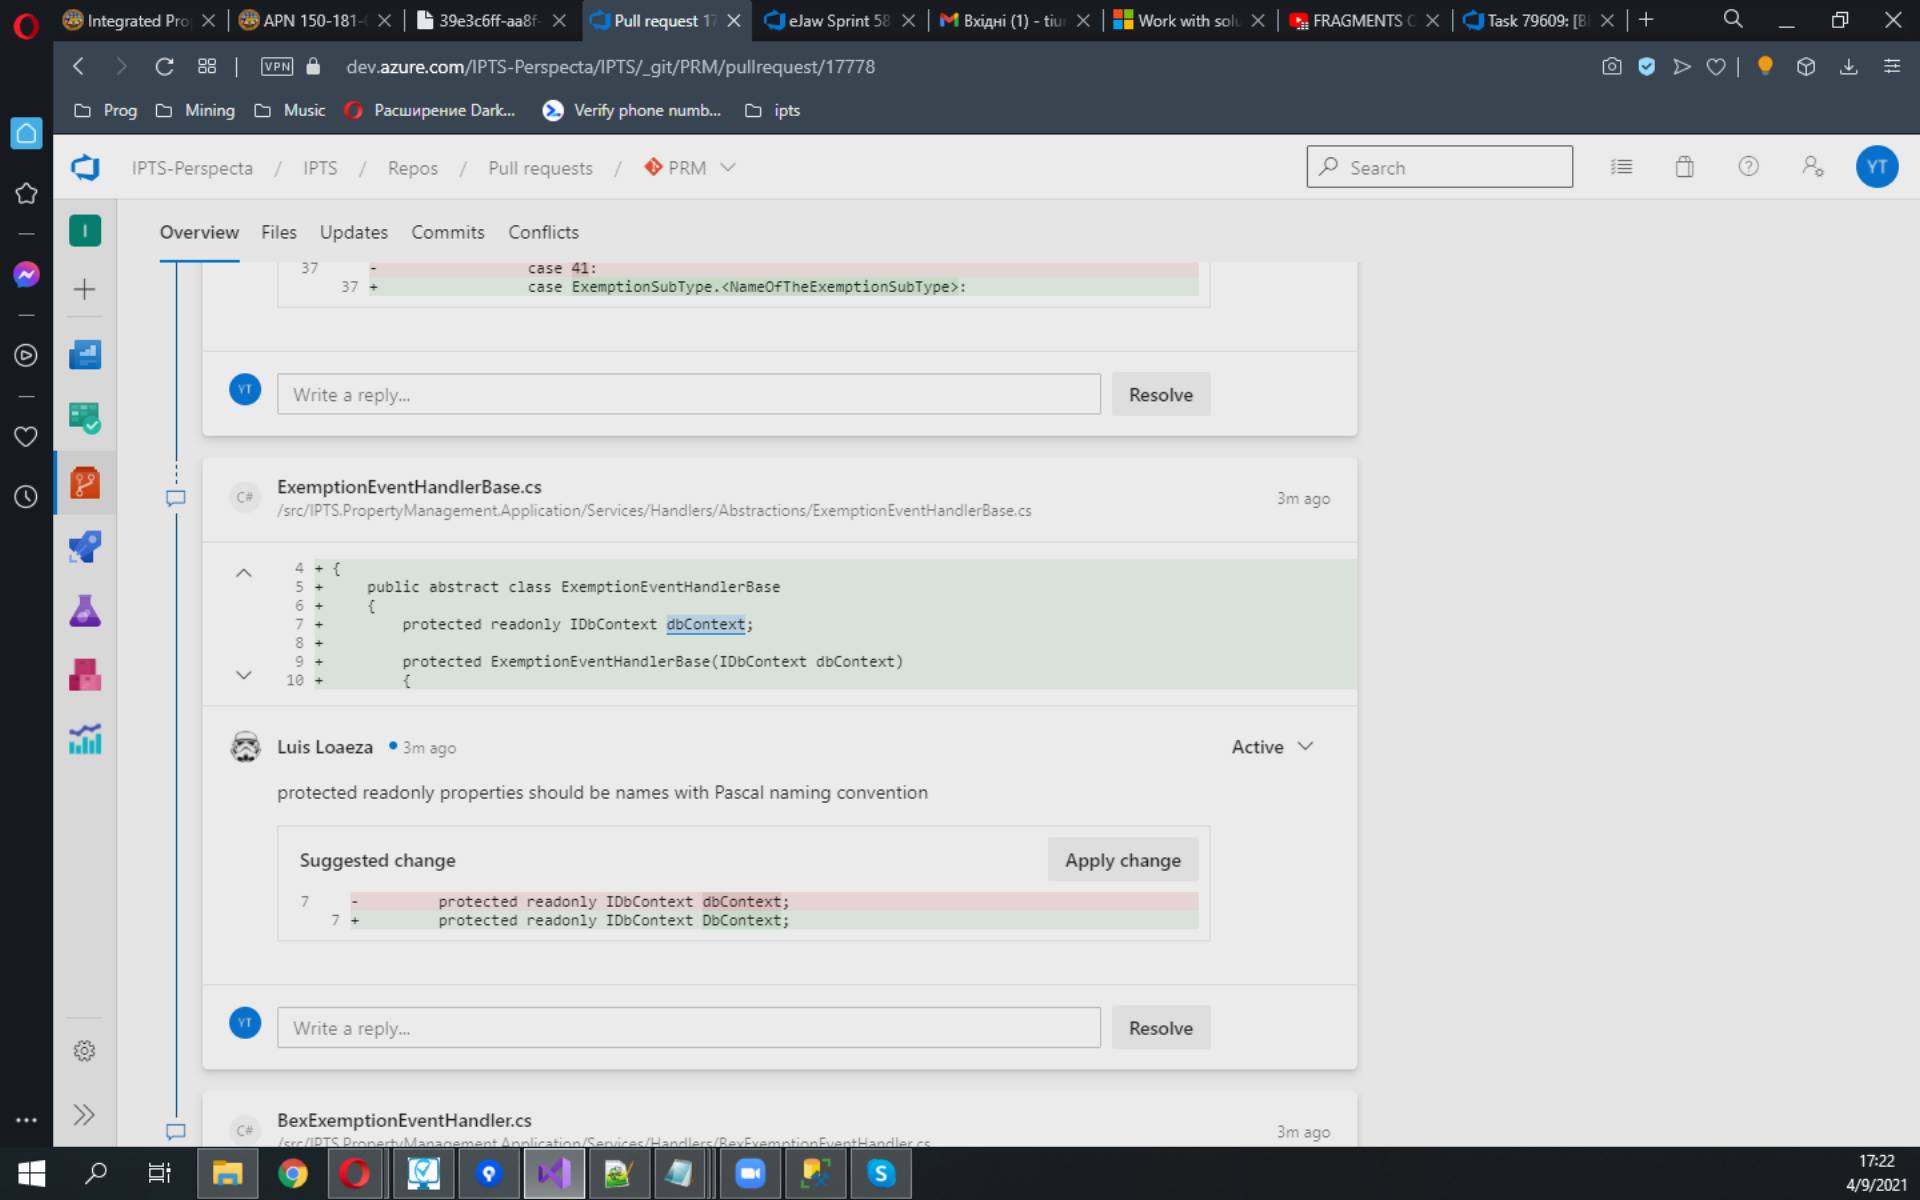 Integrated Pro
APN 150-181-
39e3c6ff-aa8f-
Pull request 17
eJaw Sprint 58
Вхідні (1) - tiur
Work with solu
FRAGMENTS
Task 79609: [B
VPN
dev.azure.com/IPTS-Perspecta/IPTS/_git/PRM/pullrequest/17778
Prog
Mining
Music
Расширение Dark...
Verify phone numb...
ipts
IPTS-Perspecta / IPTS / Repos / Pull requests / PRM
Search
YT
I
Overview
Files
Updates
Commits
Conflicts
37 - case 41:
37 + case ExemptionSubType.<NameOfTheExemptionSubType>:
YT
Write a reply...
Resolve
C#
ExemptionEventHandlerBase.cs
/src/IPTS.PropertyManagement.Application/Services/Handlers/Abstractions/ExemptionEventHandlerBase.cs
3m ago
4 + {
5 + public abstract class ExemptionEventHandlerBase
6 + {
7 + protected readonly IDbContext dbContext;
8 +
9 + protected ExemptionEventHandlerBase(IDbContext dbContext)
10 + {
Luis Loaeza
3m ago
Active
protected readonly properties should be names with Pascal naming convention
Suggested change
Apply change
7 - protected readonly IDbContext dbContext;
7 + protected readonly IDbContext DbContext;
YT
Write a reply...
Resolve
C#
BexExemptionEventHandler.cs
/src/IPTS.PropertyManagement.Application/Services/Handlers/BexExemptionEventHandler.cs
3m ago
17:22
4/9/2021